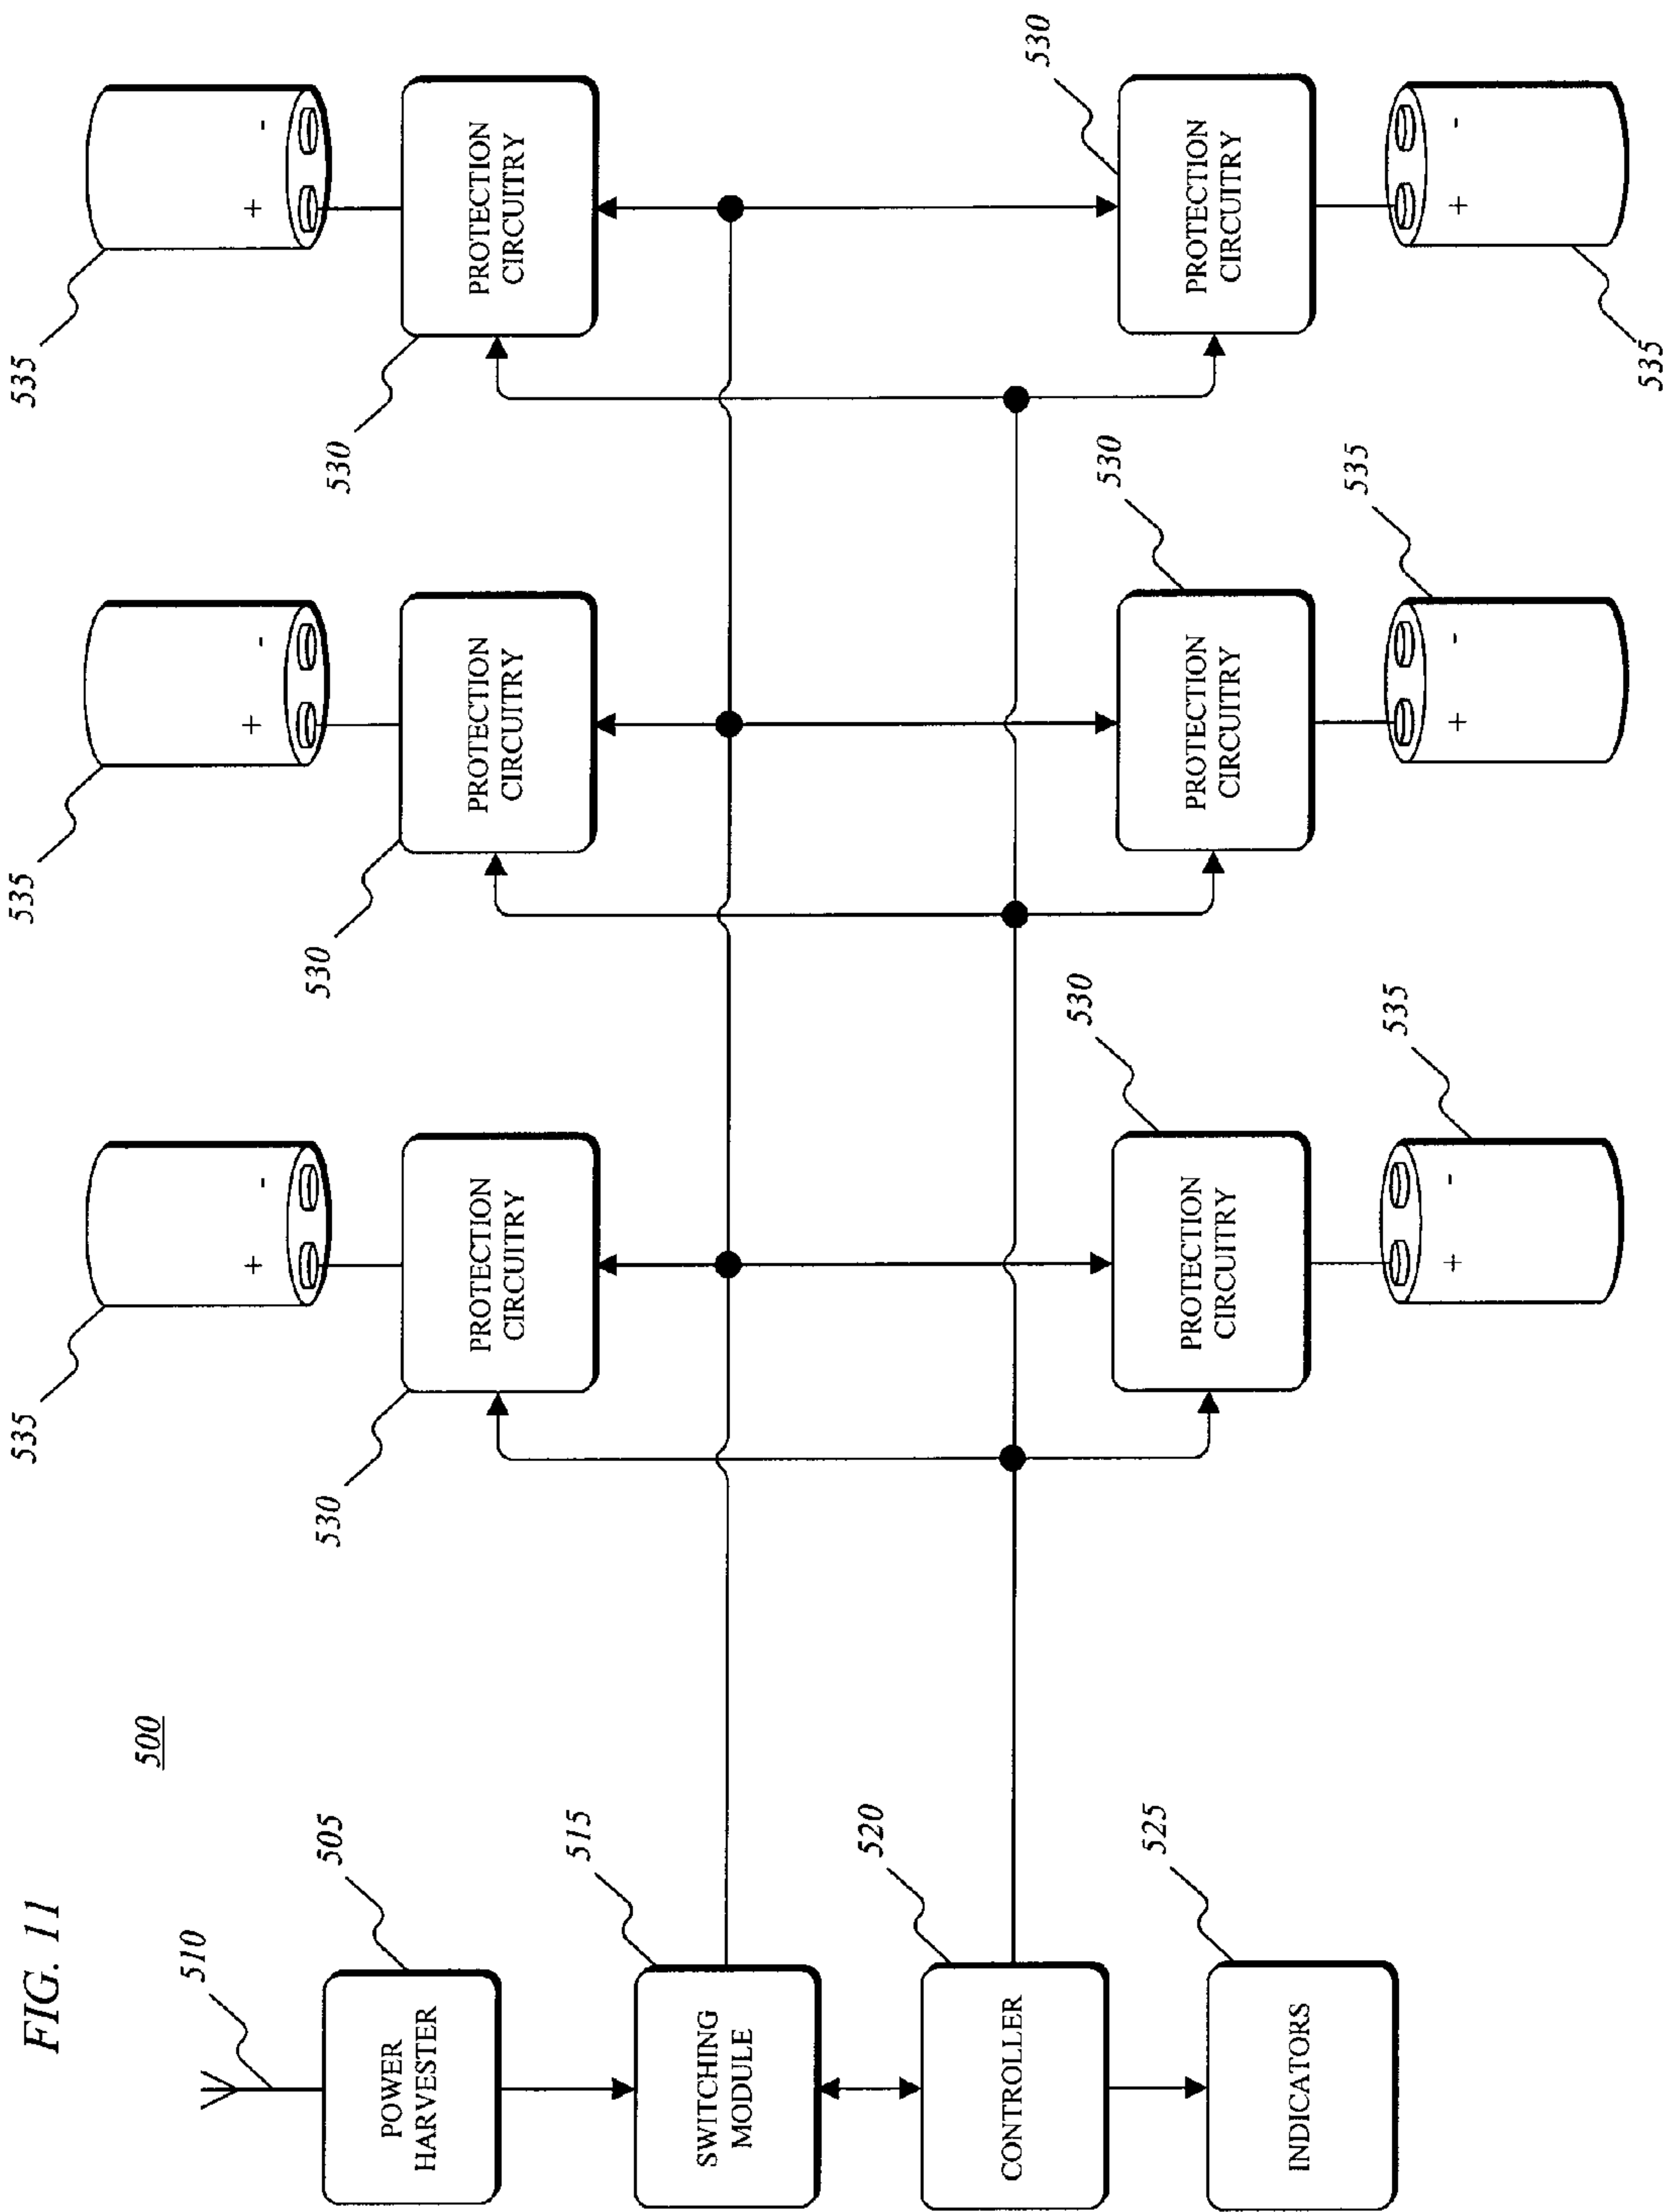 FIG. 11
500
510
505
POWER
HARVESTER
515
SWITCHING
MODULE
520
CONTROLLER
525
INDICATORS
535
+ -
530
PROTECTION
CIRCUITRY
535
+ -
530
PROTECTION
CIRCUITRY
535
+ -
530
PROTECTION
CIRCUITRY
530
PROTECTION
CIRCUITRY
535
+ -
530
PROTECTION
CIRCUITRY
535
+ -
530
PROTECTION
CIRCUITRY
535
+ -